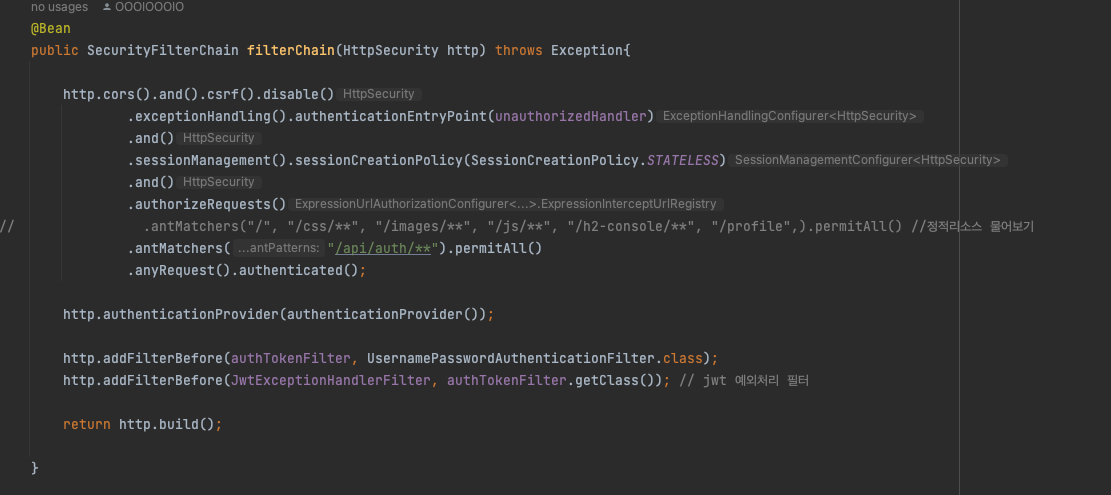 no usages OOOIOOOIO
@Bean
public SecurityFilterChain filterChain(HttpSecurity http) throws Exception{
http.cors().and().csrf().disable() HttpSecurity
.exceptionHandling().authenticationEntryPoint(unauthorizedHandler) ExceptionHandlingConfigurer<HttpSecurity>
.and() HttpSecurity
.sessionManagement().sessionCreationPolicy(SessionCreationPolicy.STATELESS) SessionManagementConfigurer<HttpSecurity>
.and() HttpSecurity
.authorizeRequests() ExpressionUrlAuthorizationConfigurer<...>.ExpressionInterceptUrlRegistry
// .antMatchers("/", "/css/**", "/images/**", "/js/**", "/h2-console/**", "/profile",).permitAll() //정적리소스 물어보기
.antMatchers( ...antPatterns: "/api/auth/**").permitAll()
.anyRequest().authenticated();
http.authenticationProvider(authenticationProvider());
http.addFilterBefore(authTokenFilter, UsernamePasswordAuthenticationFilter.class);
http.addFilterBefore(JwtExceptionHandlerFilter, authTokenFilter.getClass()); // jwt 예외처리 필터
return http.build();
}